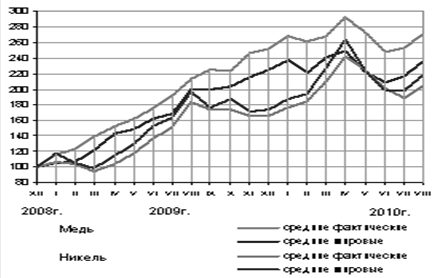 300
280
260
240
220
200
180
160
140
120
100
80
XII I II III IV V VI VII VIII IX X XI XII I II III IV V VI VII VIII
2008г. 2009г. 2010г.
Медь
средние фактические
средние мировые
Никель
средние фактические
средние мировые